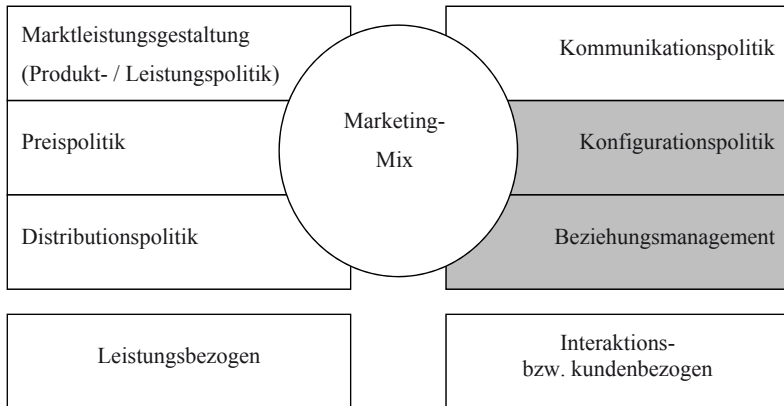 Marktleistungsgestaltung
(Produkt- / Leistungspolitik)
Preispolitik
Distributionspolitik
Marketing-
Mix
Kommunikationspolitik
Konfigurationspolitik
Beziehungsmanagement
Leistungsbezogen
Interaktions-
bzw. kundenbezogen